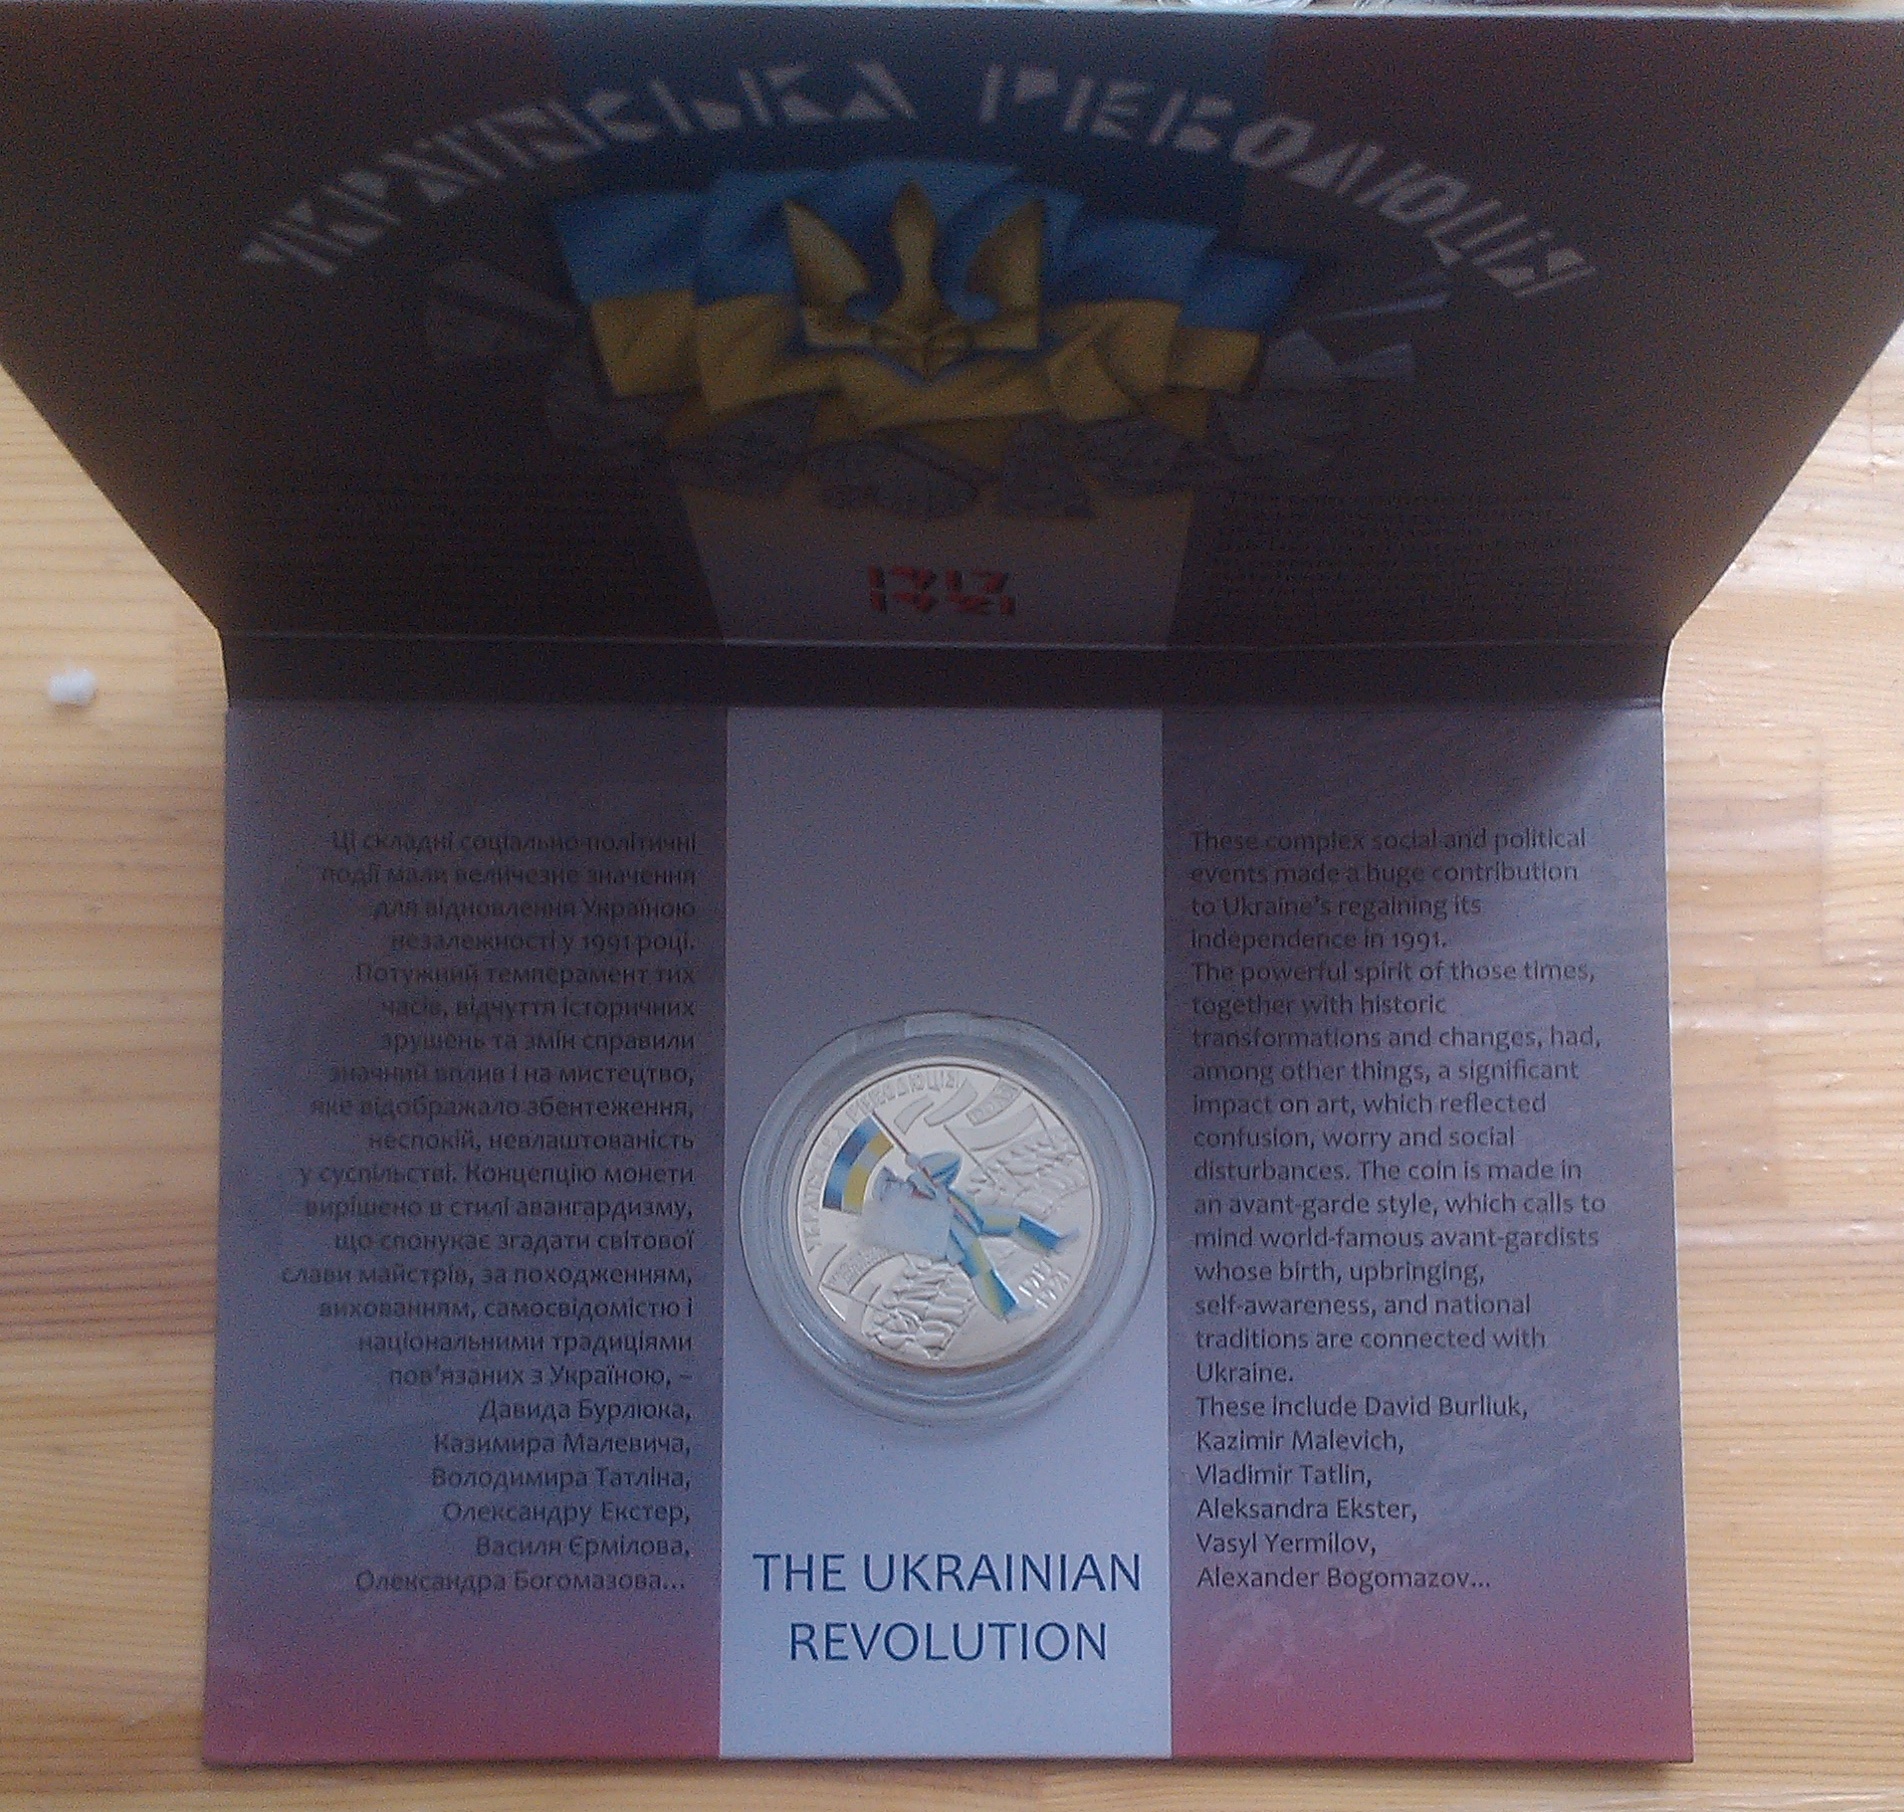 УКРАЇНСЬКА РЕВОЛЮЦІЯ
1917
1921
Ці складні соціально-політичні
події мали величезне значення
для відновлення Україною
незалежності у 1991 році.
Потужний темперамент тих
часів, відчуття історичних
зрушень та змін справили
значний вплив і на мистецтво,
яке відображало збентеження,
неспокій, невлаштованість
у суспільстві. Концепцію монети
вирішено в стилі авангардизму,
що спонукає згадати світової
слави майстрів, за походженням,
вихованням, самосвідомістю і
національними традиціями
пов'язаних з Україною, –
Давида Бурлюка,
Казимира Малевича,
Володимира Татліна,
Олександру Екстер,
Василя Єрмілова,
Олександра Богомазова...
УКРАЇНСЬКА РЕВОЛЮЦІЯ
1917
1921
THE UKRAINIAN
REVOLUTION
These complex social and political
events made a huge contribution
to Ukraine's regaining its
independence in 1991.
The powerful spirit of those times,
together with historic
transformations and changes, had,
among other things, a significant
impact on art, which reflected
confusion, worry and social
disturbances. The coin is made in
an avant-garde style, which calls to
mind world-famous avant-gardists
whose birth, upbringing,
self-awareness, and national
traditions are connected with
Ukraine.
These include David Burliuk,
Kazimir Malevich,
Vladimir Tatlin,
Aleksandra Ekster,
Vasyl Yermilov,
Alexander Bogomazov...